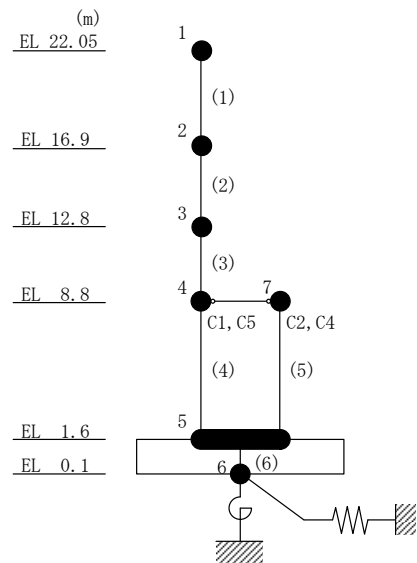 (m)
1
EL 22.05
(1)
2
EL 16.9
(2)
3
EL 12.8
(3)
4
7
EL 8.8
C1,C5
C2,C4
(4)
(5)
5
EL 1.6
6
(6)
EL 0.1